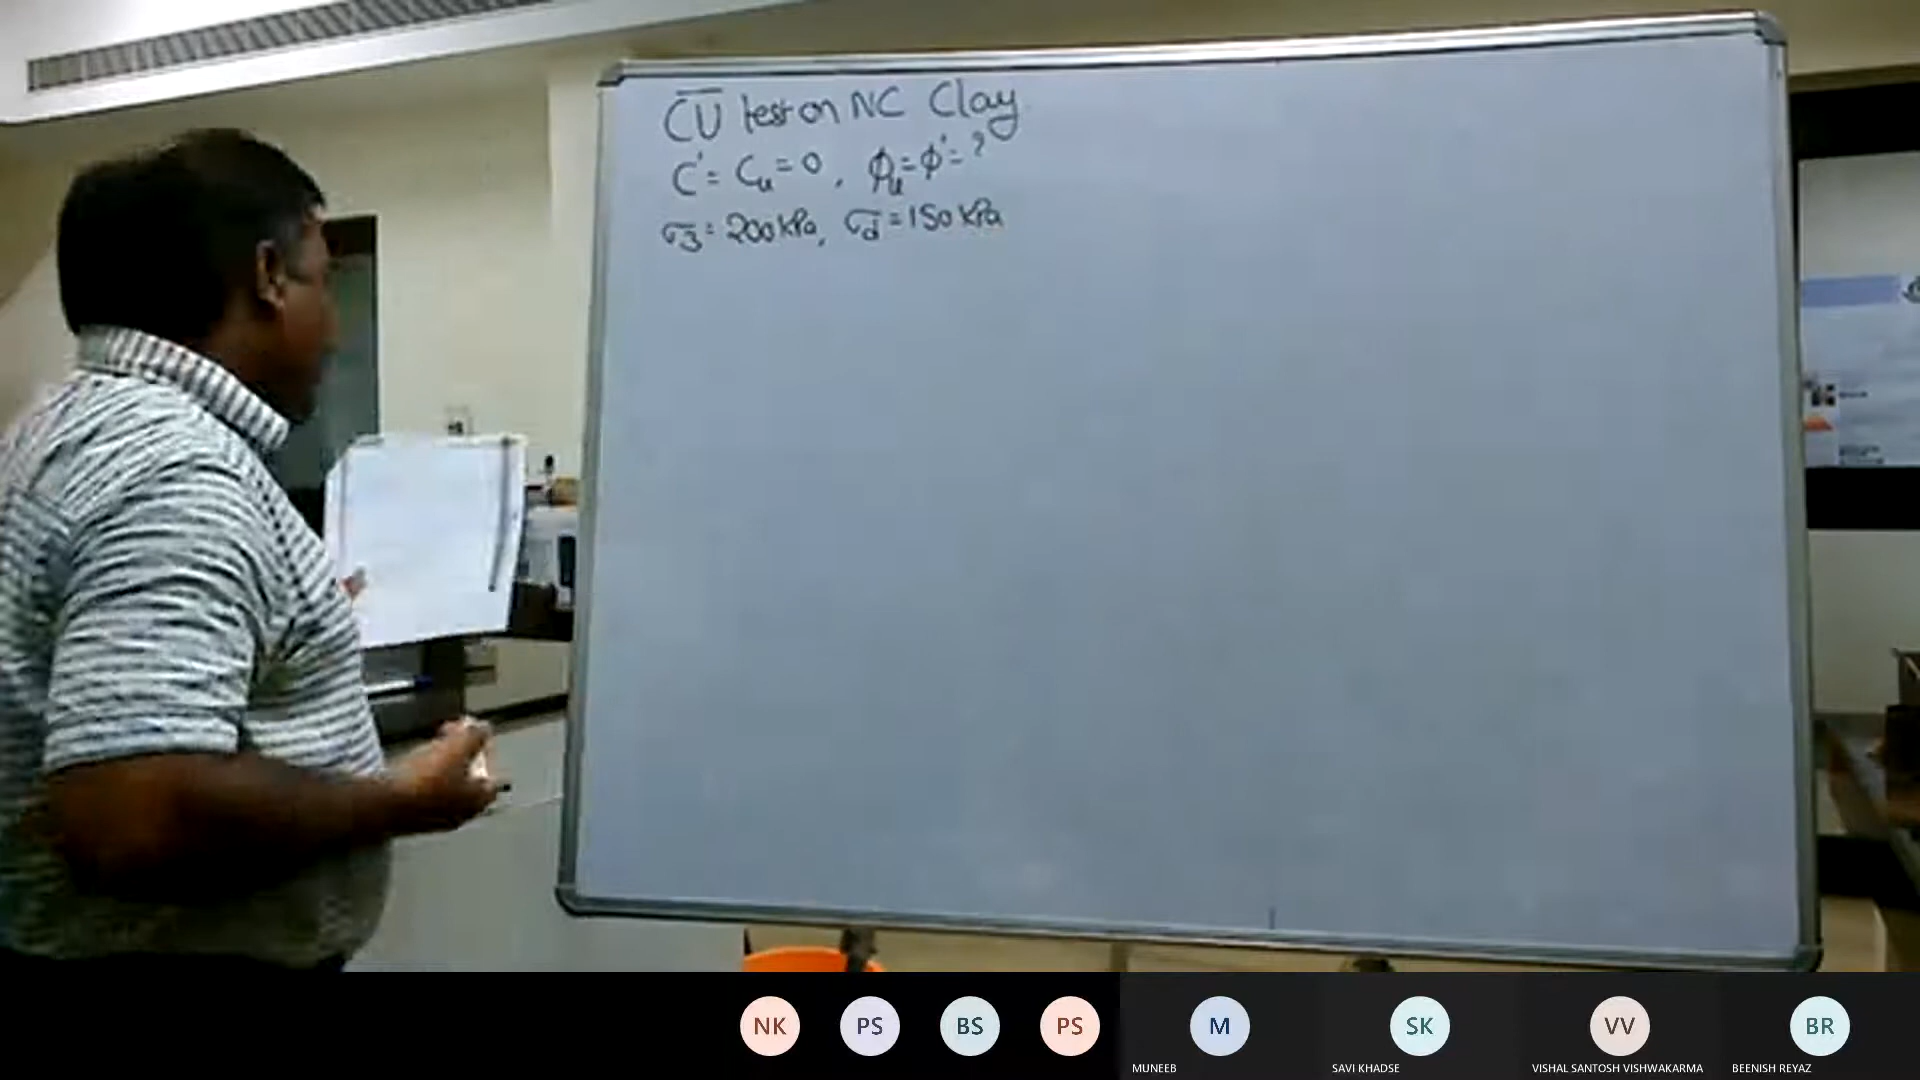 C̅U̅ test on NC Clay
C' = Cu = 0, ϕu = ϕ' = ?
σ3 = 200 kPa, σd = 150 kPa
NK PS BS PS M SK VV BR
MUNEEB SAVI KHADSE VISHAL SANTOSH VISHWAKARMA BEENISH REYAZ